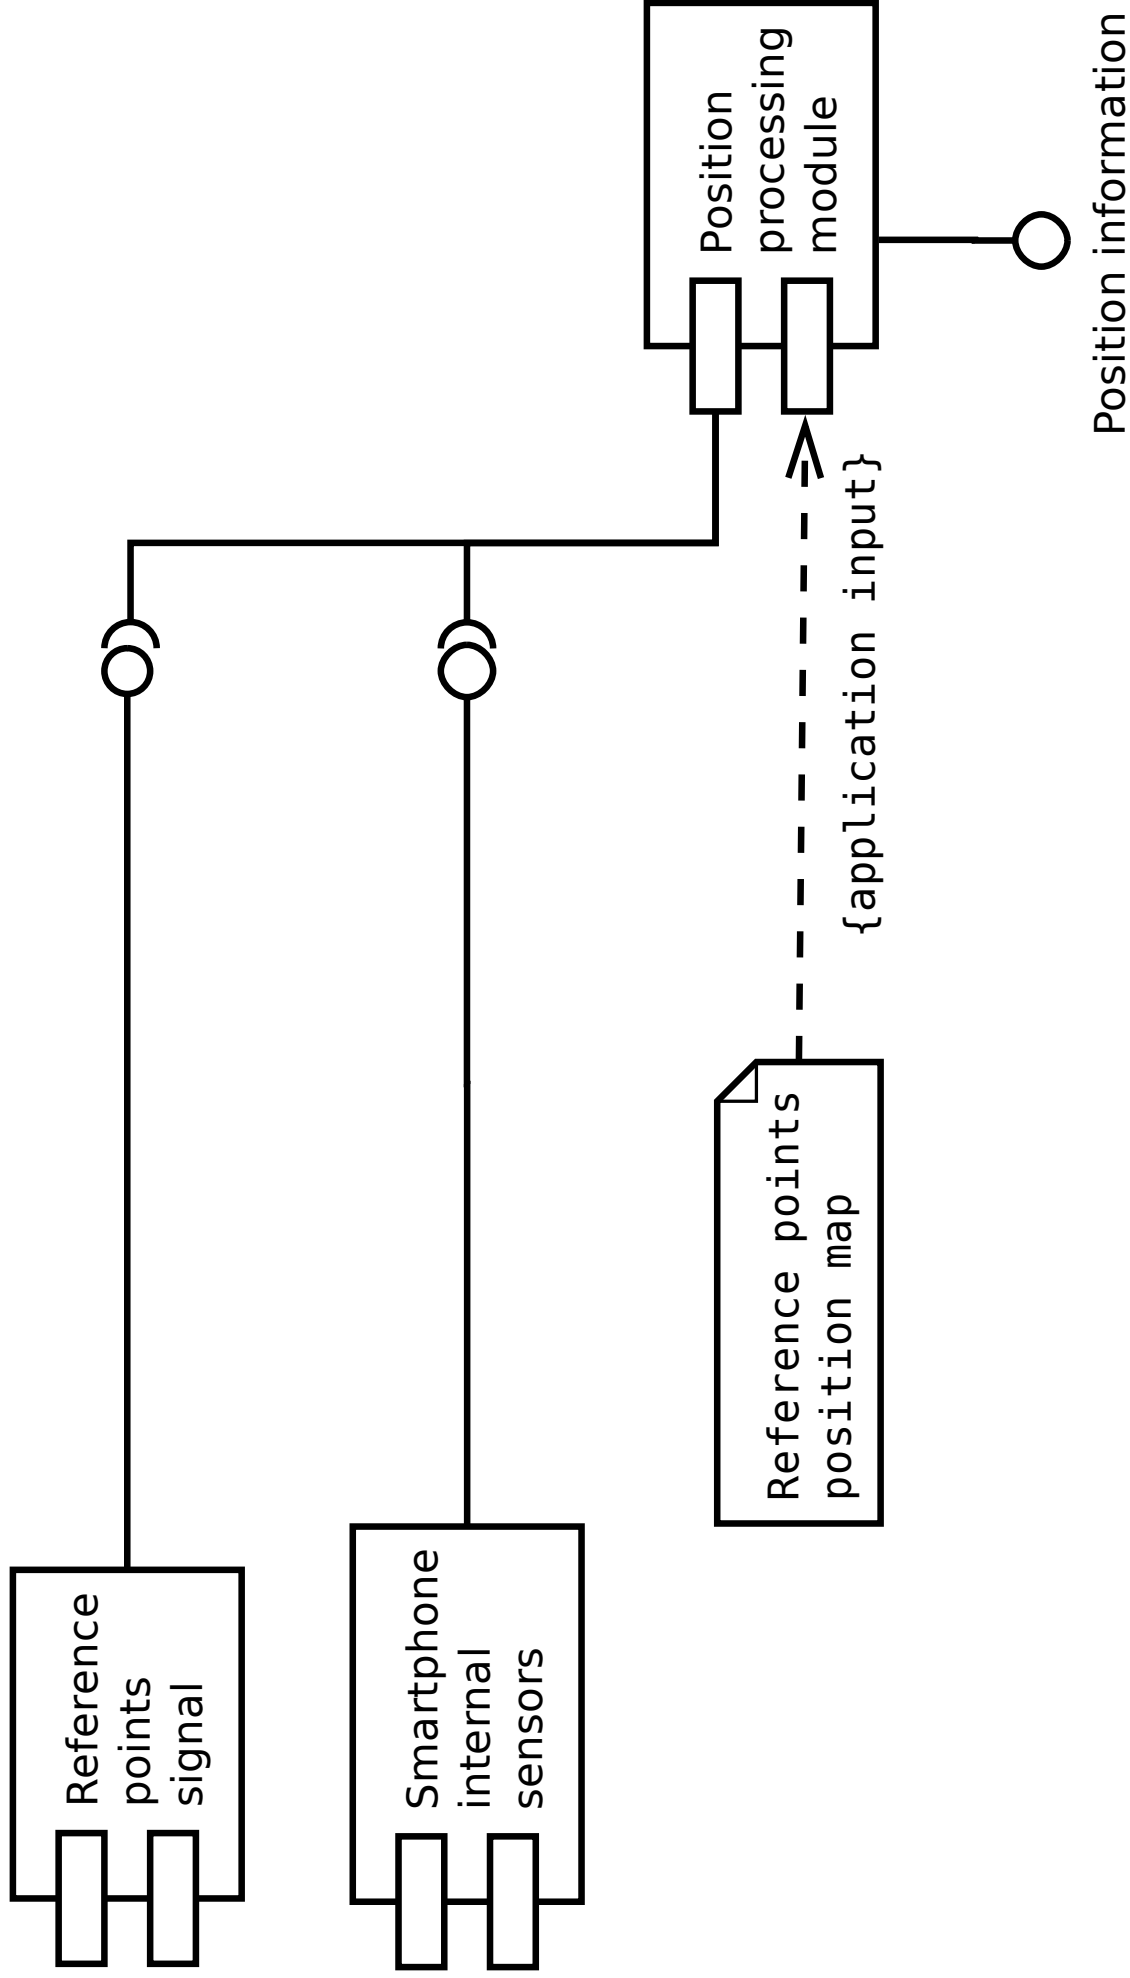 Reference
points
signal
Smartphone
internal
sensors
Reference points
position map
{application input}
Position
processing
module
Position information